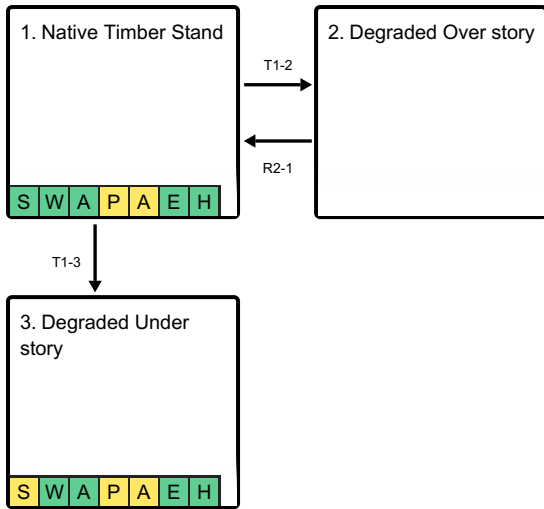 1. Native Timber Stand
2. Degraded Over story
T1-2
R2-1
S W A P A E H
T1-3
3. Degraded Under
story
S W A P A E H